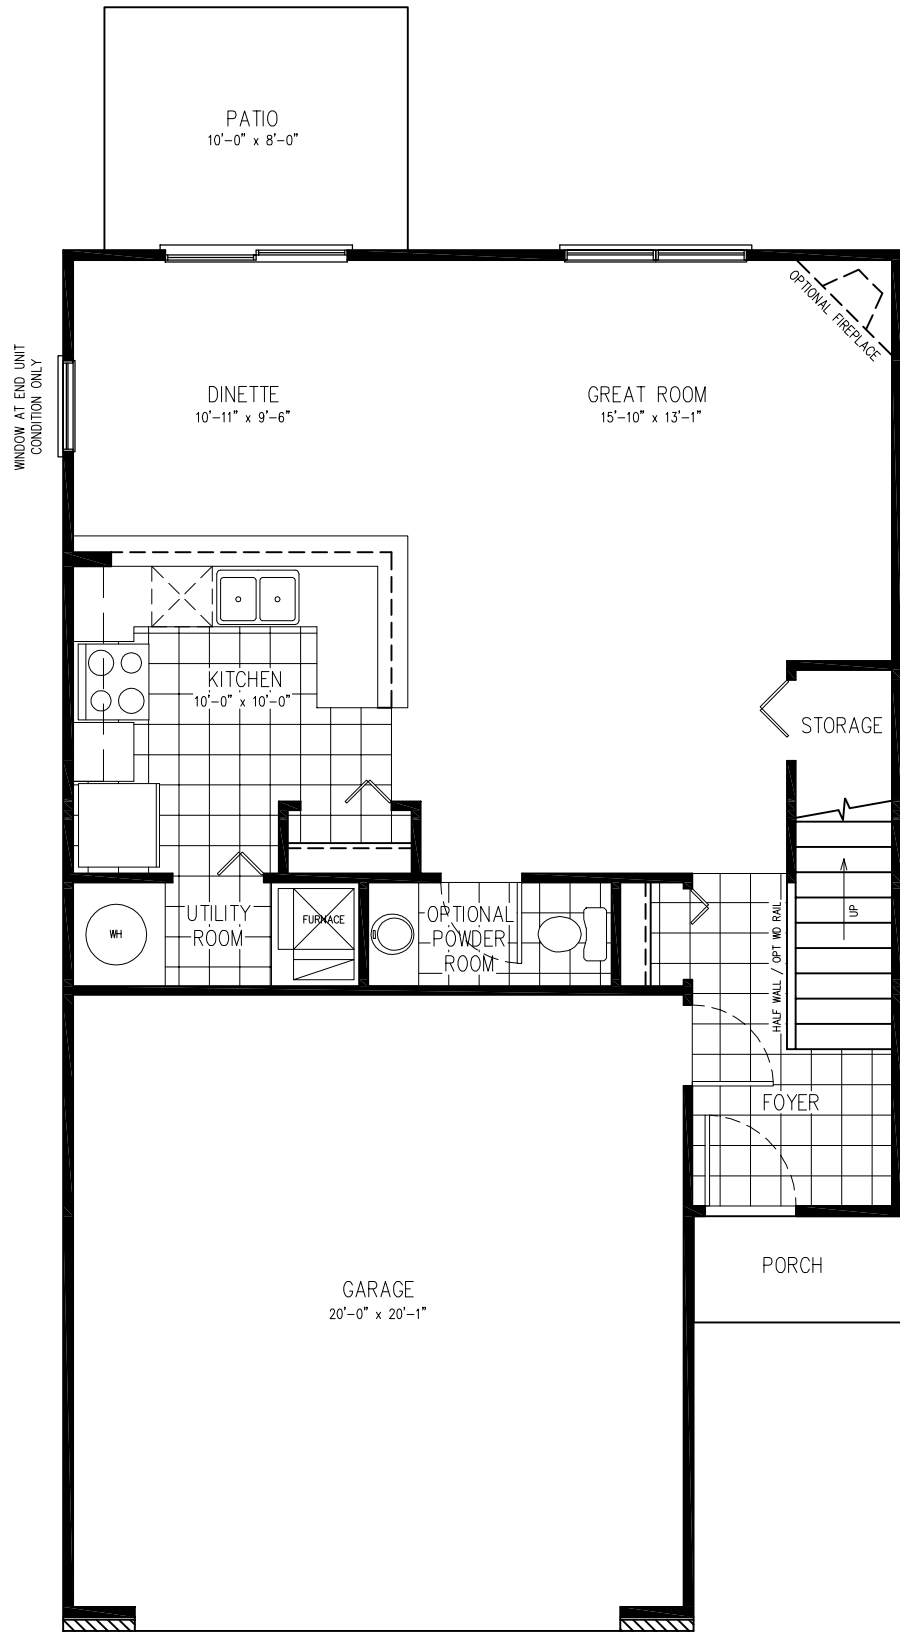 PATIO
10'-0" x 8'-0"
OPTIONAL FIREPLACE
WINDOW AT END UNIT
CONDITION ONLY
DINETTE
10'-11" x 9'-6"
GREAT ROOM
15'-10" x 13'-1"
KITCHEN
10'-0" x 10'-0"
STORAGE
UP
WH
UTILITY
ROOM
FURNACE
OPTIONAL
POWDER
ROOM
HALF WALL / OPT WD RAIL
FOYER
PORCH
GARAGE
20'-0" x 20'-1"